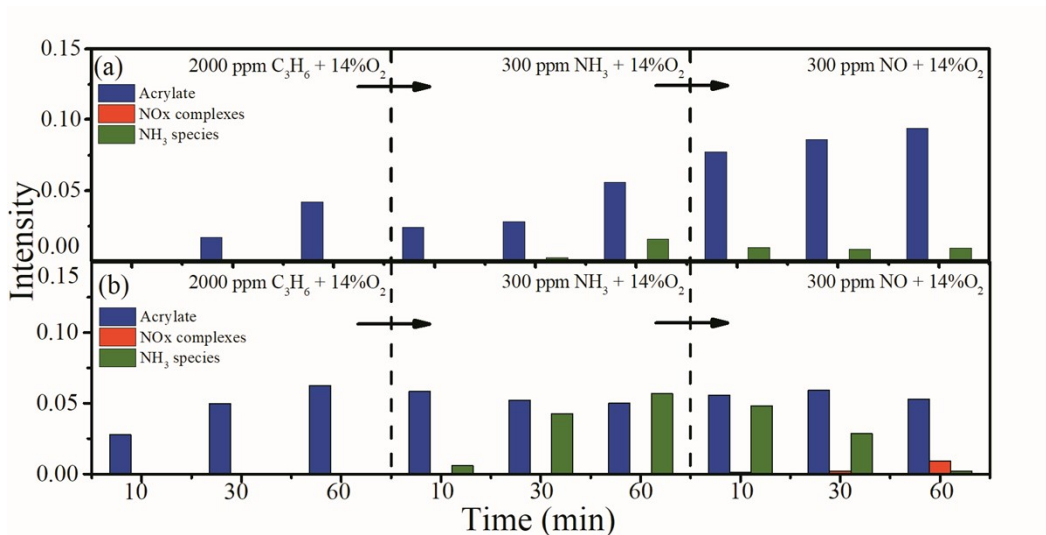 0.15
(a)
2000 ppm C₃H₆ + 14%O₂
300 ppm NH₃ + 14%O₂
300 ppm NO + 14%O₂
Acrylate
NOx complexes
NH₃ species
0.10
0.05
0.00
Intensity
0.15
(b)
2000 ppm C₃H₆ + 14%O₂
300 ppm NH₃ + 14%O₂
300 ppm NO + 14%O₂
Acrylate
NOx complexes
NH₃ species
0.10
0.05
0.00
10 30 60 10 30 60 10 30 60
Time (min)